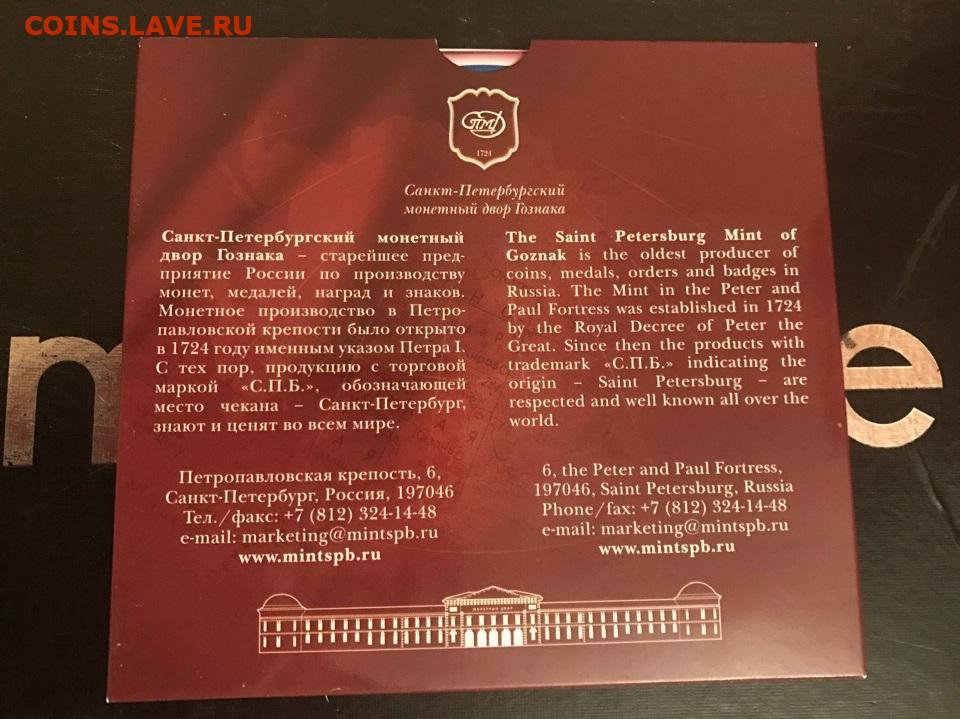 COINS.LAVE.RU
СПМД
1724
Санкт-Петербургский
монетный двор Гознака
Санкт-Петербургский монетный
двор Гознака – старейшее пред-
приятие России по производству
монет, медалей, наград и знаков.
Монетное производство в Петро-
павловской крепости было открыто
в 1724 году именным указом Петра I.
С тех пор, продукцию с торговой
маркой «С.П.Б.», обозначающей
место чекана – Санкт-Петербург,
знают и ценят во всем мире.
The Saint Petersburg Mint of
Goznak is the oldest producer of
coins, medals, orders and badges in
Russia. The Mint in the Peter and
Paul Fortress was established in 1724
by the Royal Decree of Peter the
Great. Since then the products with
trademark «С.П.Б.» indicating the
origin – Saint Petersburg – are
respected and well known all over the
world.
Петропавловская крепость, 6,
Санкт-Петербург, Россия, 197046
Тел./факс: +7 (812) 324-14-48
e-mail: marketing@mintspb.ru
www.mintspb.ru
6, the Peter and Paul Fortress,
197046, Saint Petersburg, Russia
Phone/fax: +7 (812) 324-14-48
e-mail: marketing@mintspb.ru
www.mintspb.ru
МОНЕТНЫЙ ДВОР